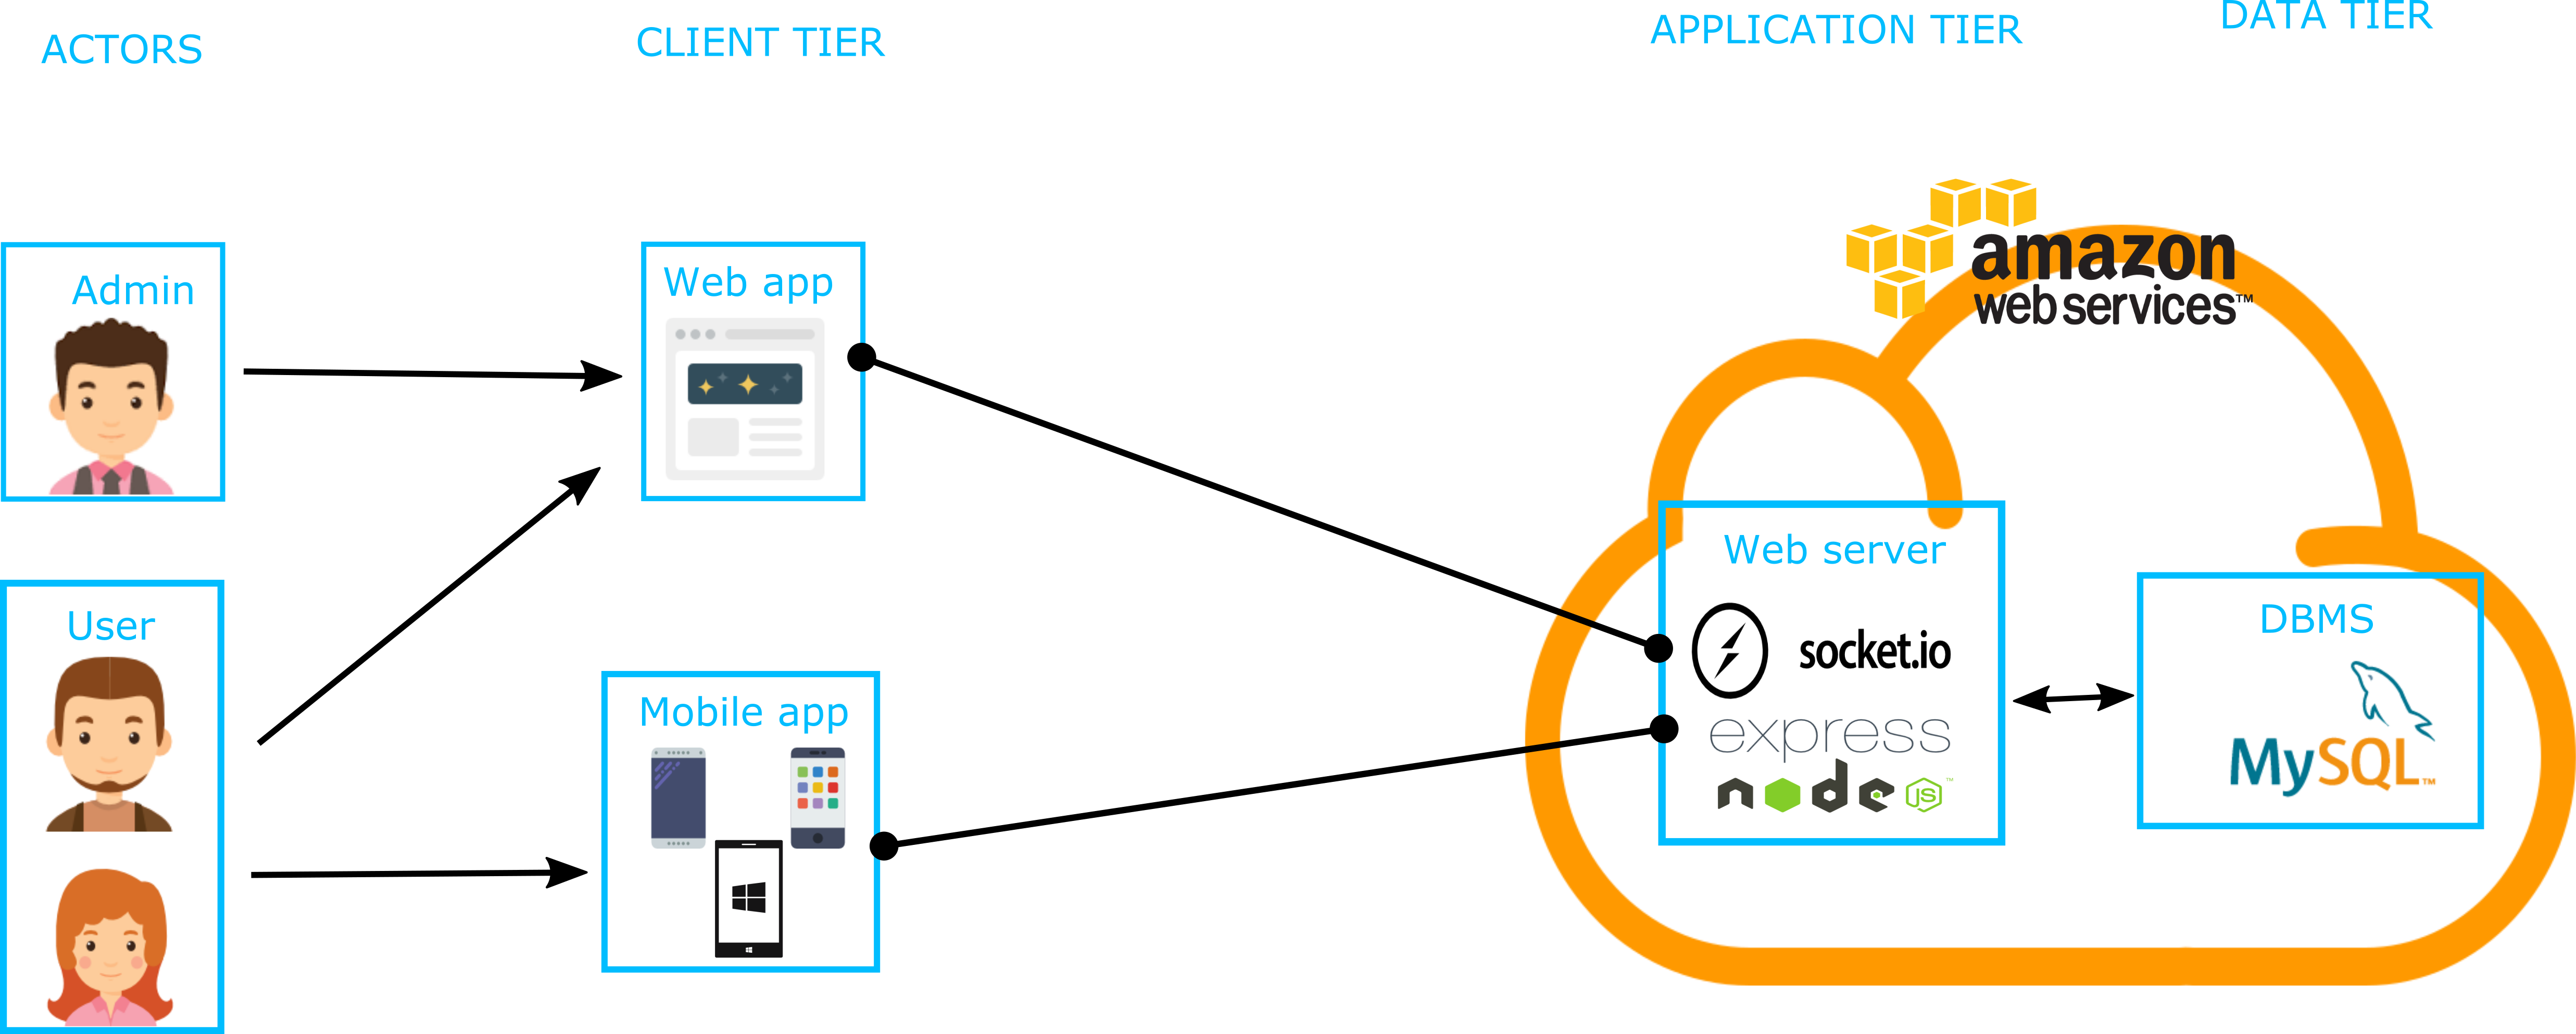 ACTORS
CLIENT TIER
APPLICATION TIER
DATA TIER
Admin
Web app
amazon
web services™
User
Mobile app
Web server
socket.io
express
node JS™
DBMS
MySQL™